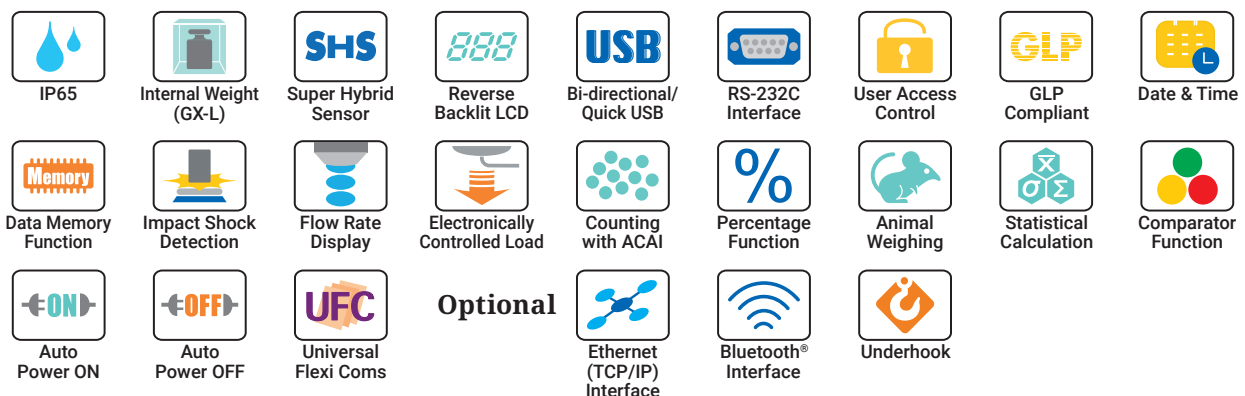 SHS
888
USB
GLP
IP65
Internal Weight
(GX-L)
Super Hybrid
Sensor
Reverse
Backlit LCD
Bi-directional/
Quick USB
RS-232C
Interface
User Access
Control
GLP
Compliant
Date & Time
Memory
%
x̄
σ
Σ
Data Memory
Function
Impact Shock
Detection
Flow Rate
Display
Electronically
Controlled Load
Counting
with ACAI
Percentage
Function
Animal
Weighing
Statistical
Calculation
Comparator
Function
ON
OFF
UFC
Optional
Auto
Power ON
Auto
Power OFF
Universal
Flexi Coms
Ethernet
(TCP/IP)
Interface
Bluetooth®
Interface
Underhook